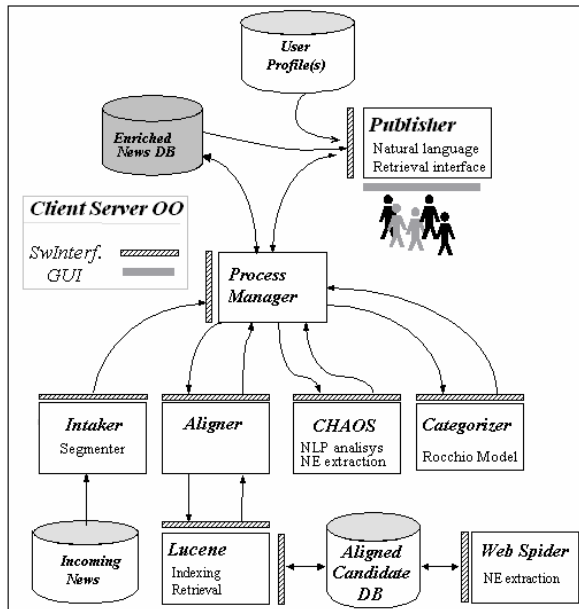 User
Profile(s)
Enriched
News DB
Publisher
Natural language
Retrieval interface
Client Server OO
SwInterf.
GUI
Process
Manager
Intaker
Segmenter
Aligner
CHAOS
NLP analisys
NE extraction
Categorizer
Rocchio Model
Incoming
News
Lucene
Indexing
Retrieval
Aligned
Candidate
DB
Web Spider
NE extraction